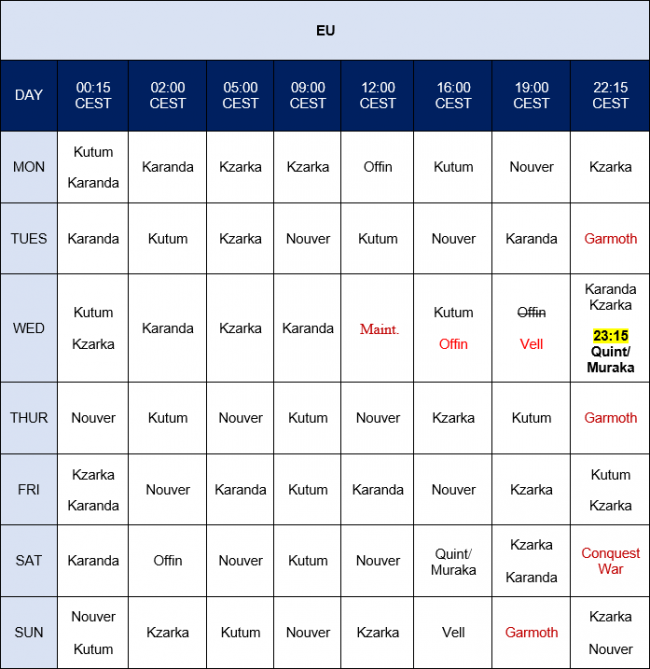 EU
DAY 00:15 CEST 02:00 CEST 05:00 CEST 09:00 CEST 12:00 CEST 16:00 CEST 19:00 CEST 22:15 CEST
MON Kutum Karanda Karanda Kzarka Kzarka Offin Kutum Nouver Kzarka
TUES Karanda Kutum Kzarka Nouver Kutum Nouver Karanda Garmoth
WED Kutum Kzarka Karanda Kzarka Karanda Maint. Kutum Offin Offin Vell Karanda Kzarka 23:15 Quint/ Muraka
THUR Nouver Kutum Nouver Kutum Nouver Kzarka Kutum Garmoth
FRI Kzarka Karanda Nouver Karanda Kutum Karanda Nouver Kzarka Kutum Kzarka
SAT Karanda Offin Nouver Kutum Nouver Quint/ Muraka Kzarka Karanda Conquest War
SUN Nouver Kutum Kzarka Kutum Nouver Kzarka Vell Garmoth Kzarka Nouver